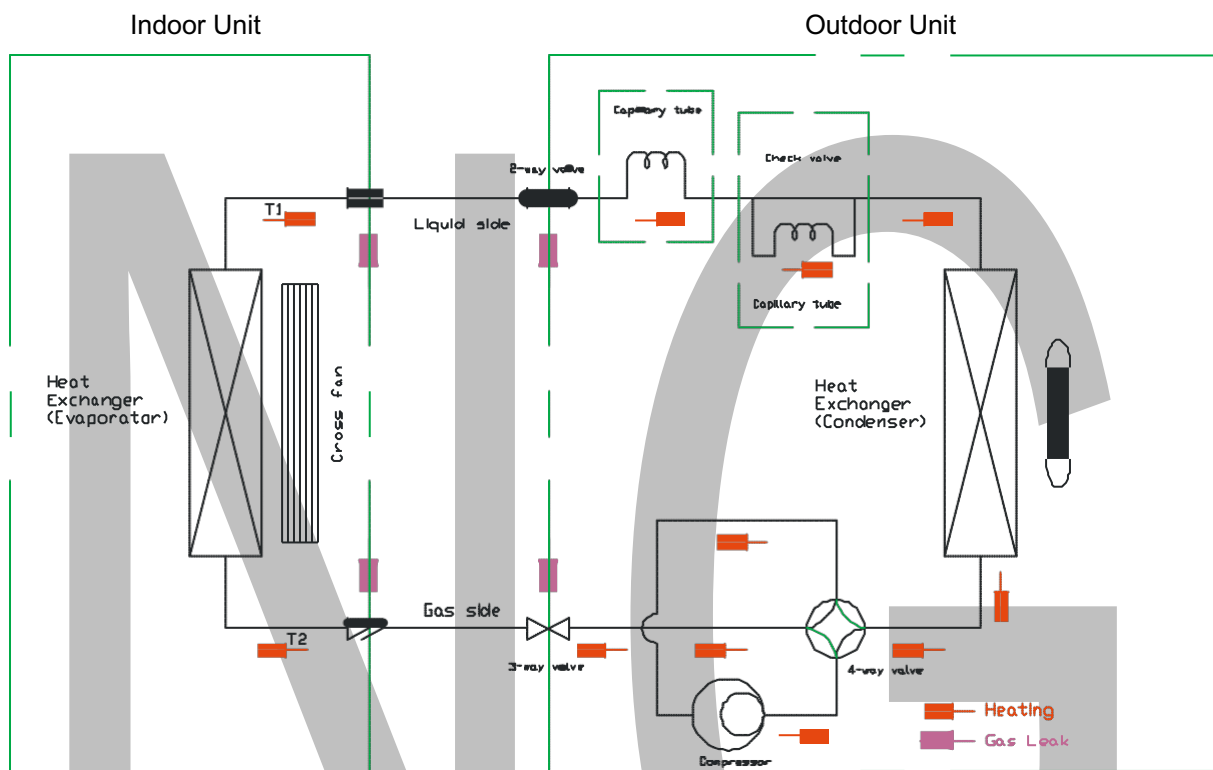 Indoor Unit
Outdoor Unit
Capillary tube
Check valve
2-way valve
T1
Liquid side
Capillary tube
Heat
Exchanger
(Evaporator)
Cross fan
Heat
Exchanger
(Condenser)
Gas side
T2
3-way valve
4-way valve
Heating
Gas Leak
Compressor